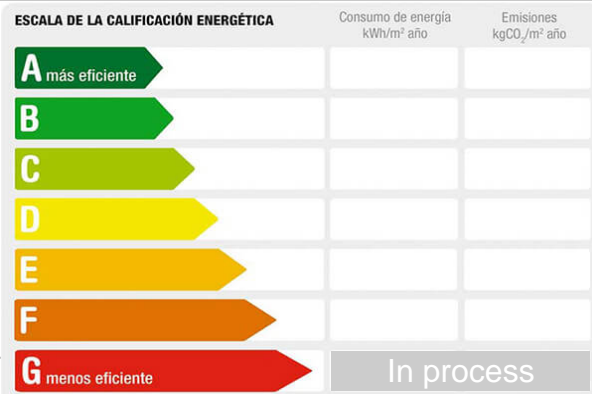 ESCALA DE LA CALIFICACIÓN ENERGÉTICA
Consumo de energía
kWh/m² año
Emisiones
kgCO₂/m² año
A más eficiente
B
C
D
E
F
G menos eficiente
In process